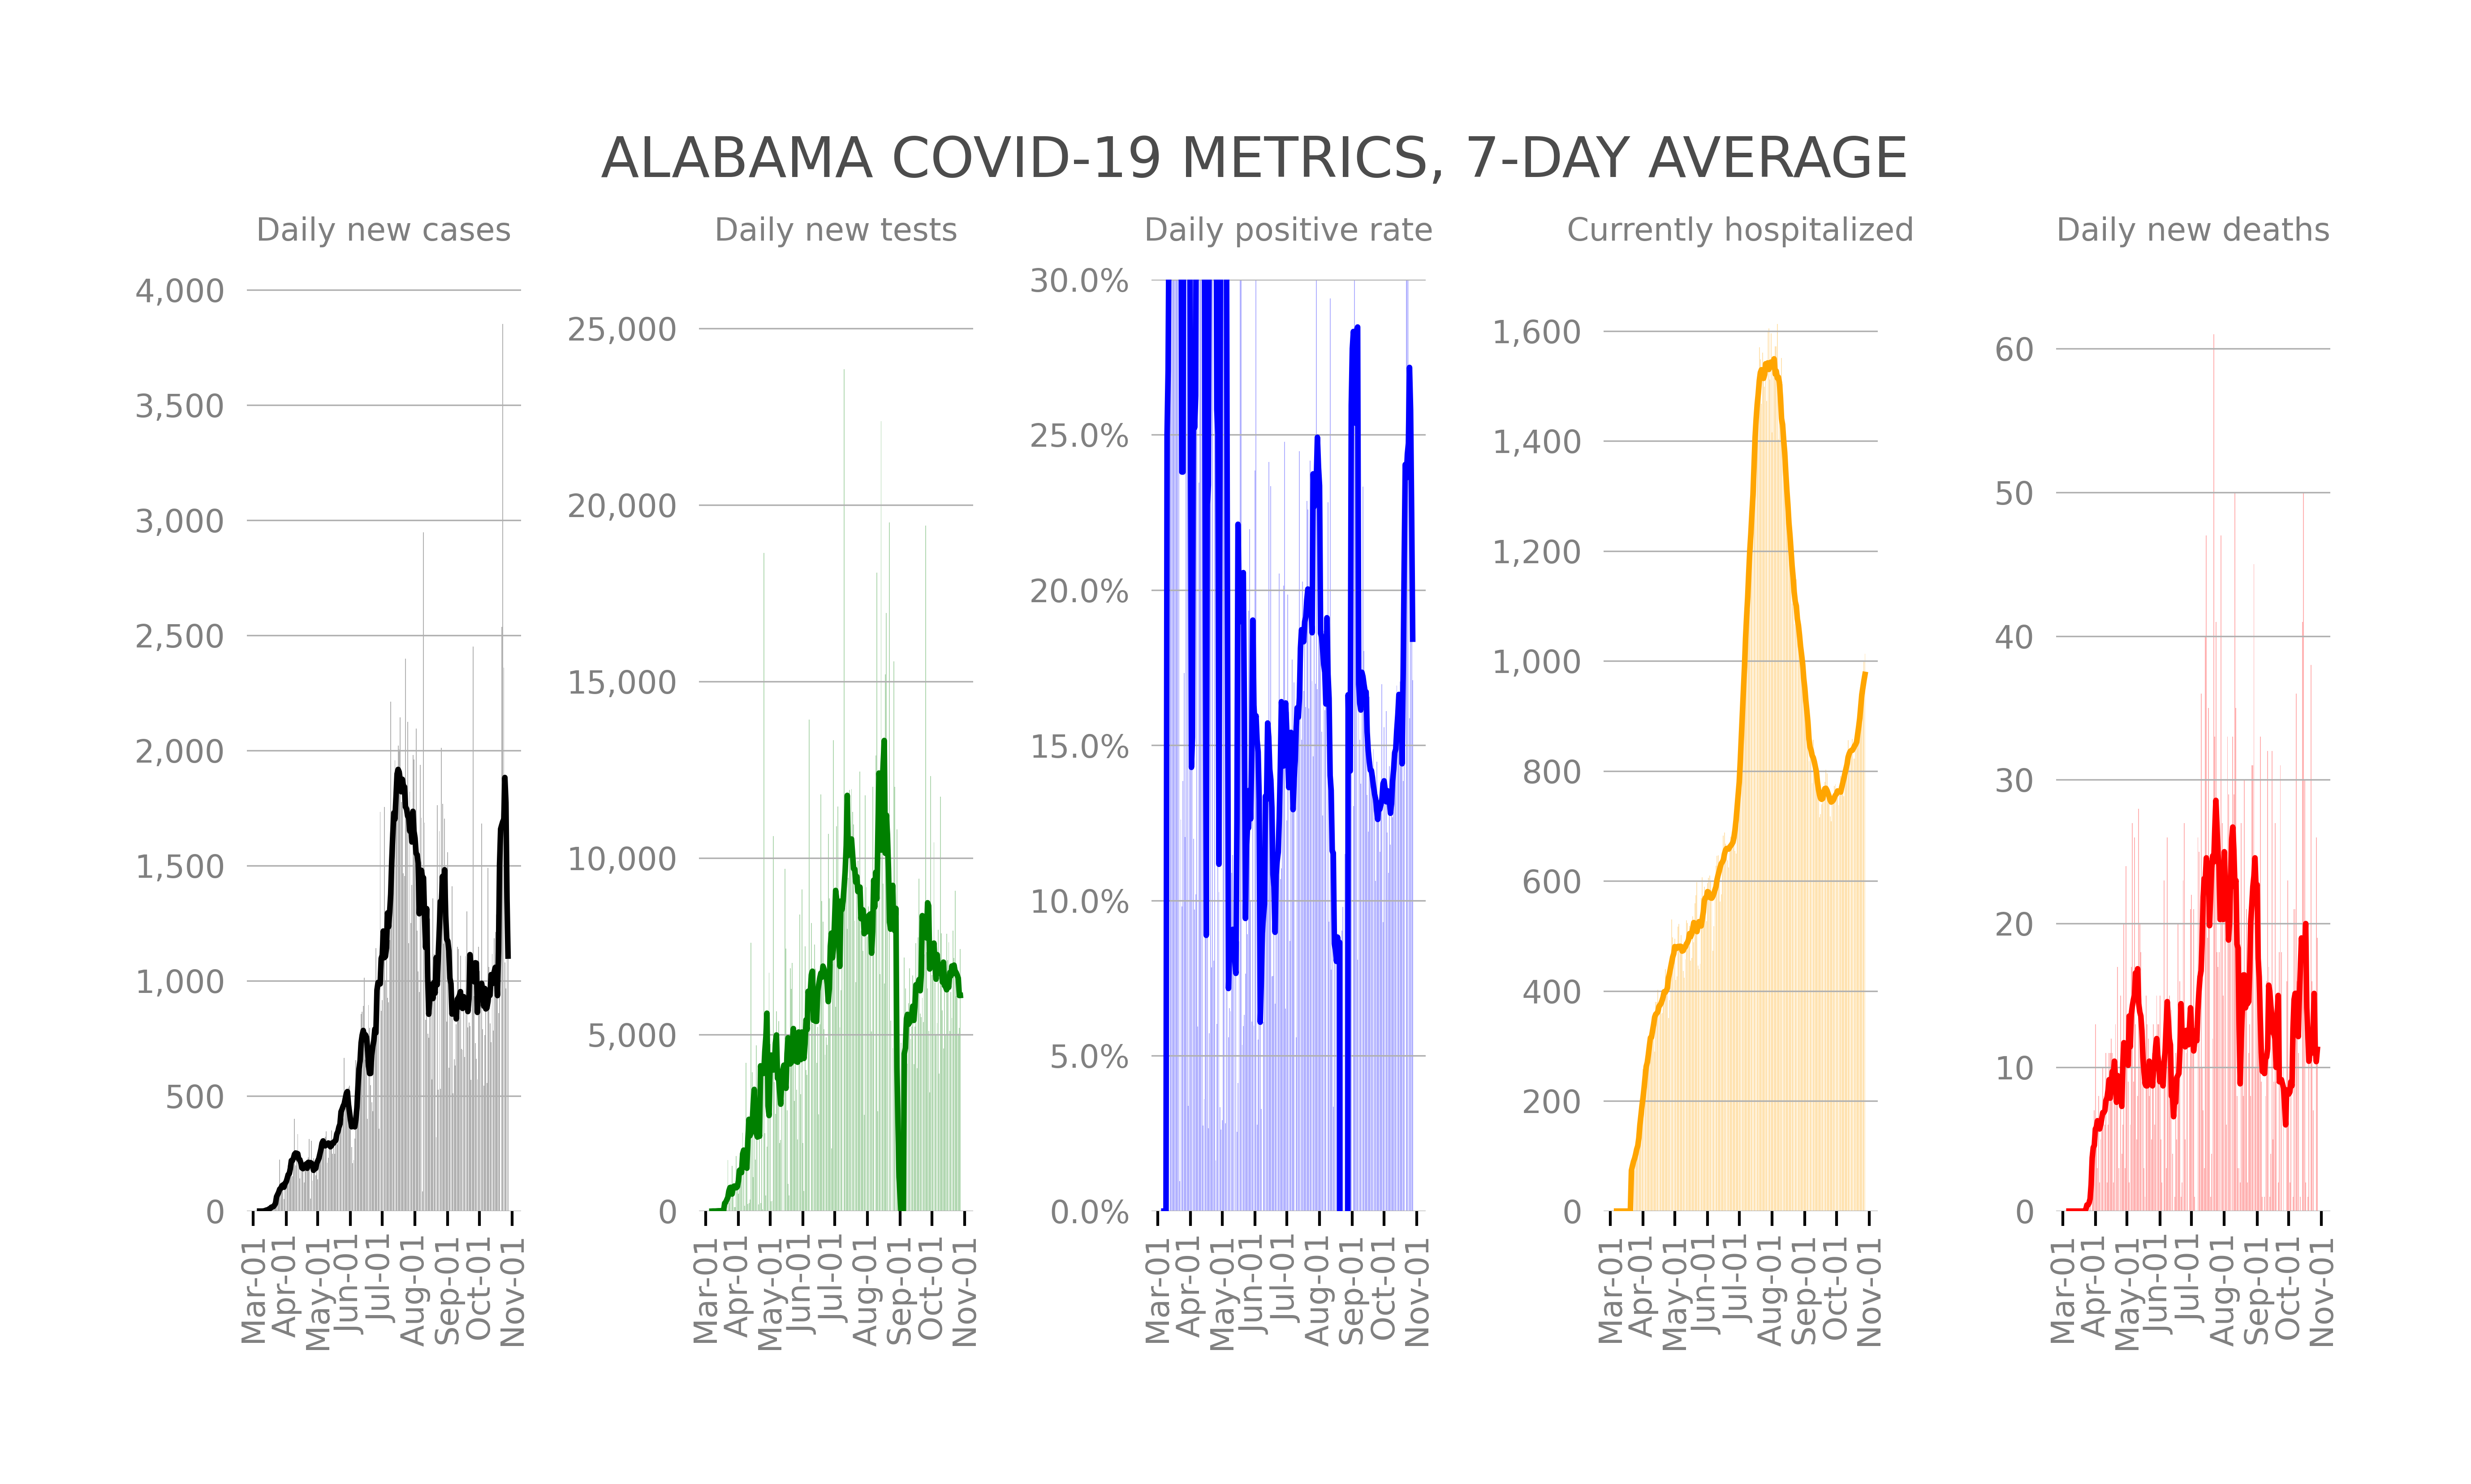 ALABAMA COVID-19 METRICS, 7-DAY AVERAGE
Daily new cases
4,000
3,500
3,000
2,500
2,000
1,500
1,000
500
0
Mar-01
Apr-01
May-01
Jun-01
Jul-01
Aug-01
Sep-01
Oct-01
Nov-01
Daily new tests
25,000
20,000
15,000
10,000
5,000
0
Mar-01
Apr-01
May-01
Jun-01
Jul-01
Aug-01
Sep-01
Oct-01
Nov-01
Daily positive rate
30.0%
25.0%
20.0%
15.0%
10.0%
5.0%
0.0%
Mar-01
Apr-01
May-01
Jun-01
Jul-01
Aug-01
Sep-01
Oct-01
Nov-01
Currently hospitalized
1,600
1,400
1,200
1,000
800
600
400
200
0
Mar-01
Apr-01
May-01
Jun-01
Jul-01
Aug-01
Sep-01
Oct-01
Nov-01
Daily new deaths
60
50
40
30
20
10
0
Mar-01
Apr-01
May-01
Jun-01
Jul-01
Aug-01
Sep-01
Oct-01
Nov-01